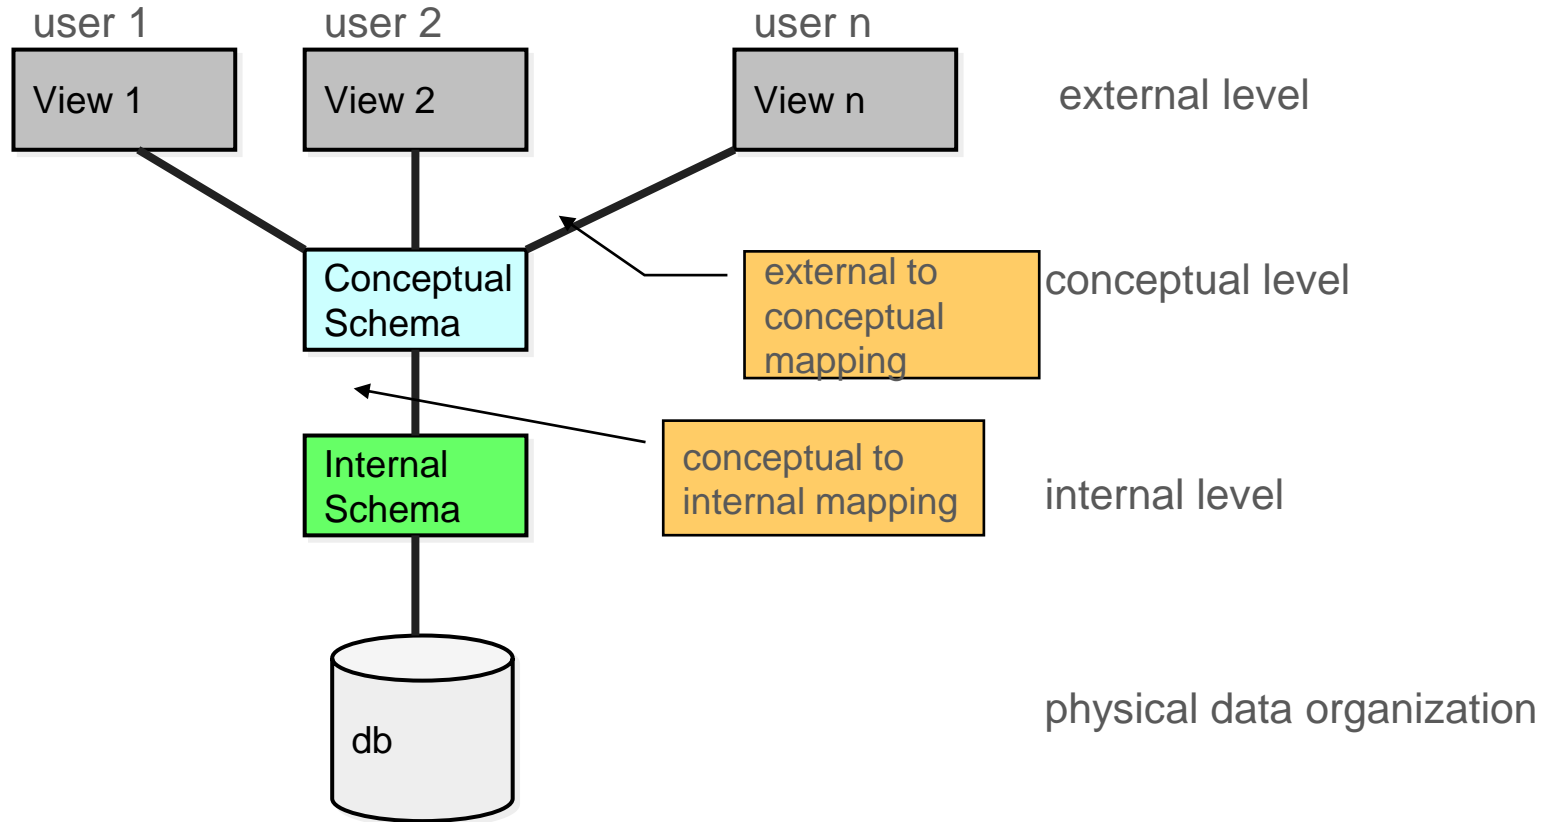 user 1
user 2
user n
View 1
View 2
View n
external level
Conceptual
Schema
external to
conceptual
mapping
conceptual level
Internal
Schema
conceptual to
internal mapping
internal level
db
physical data organization